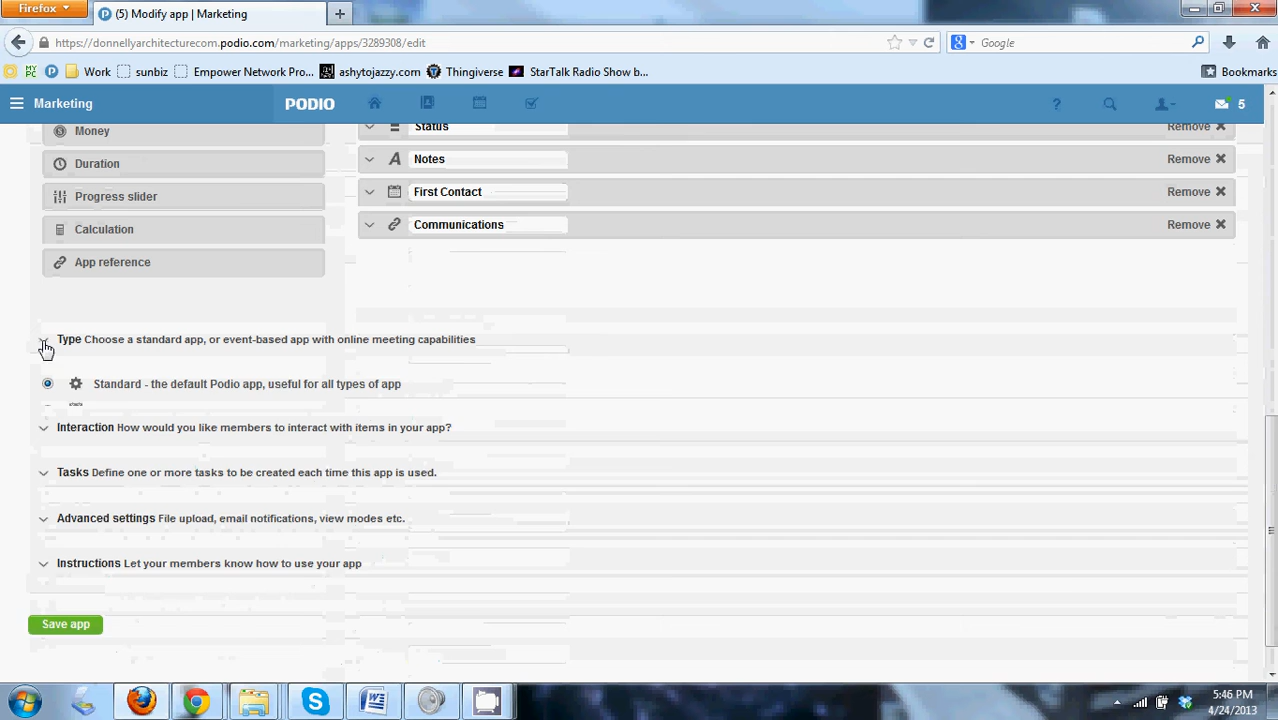 Firefox
(5) Modify app | Marketing
https://donnellyarchitecturecom.podio.com/marketing/apps/3289308/edit
Google
Work
sunbiz
Empower Network Pro...
ashytojazzy.com
Thingiverse
StarTalk Radio Show b...
Bookmarks
Marketing
PODIO
?
5
Money
Duration
Progress slider
Calculation
App reference
Status
Remove
Notes
Remove
First Contact
Remove
Communications
Remove
Type Choose a standard app, or event-based app with online meeting capabilities
Standard - the default Podio app, useful for all types of app
Interaction How would you like members to interact with items in your app?
Tasks Define one or more tasks to be created each time this app is used.
Advanced settings File upload, email notifications, view modes etc.
Instructions Let your members know how to use your app
Save app
5:46 PM
4/24/2013